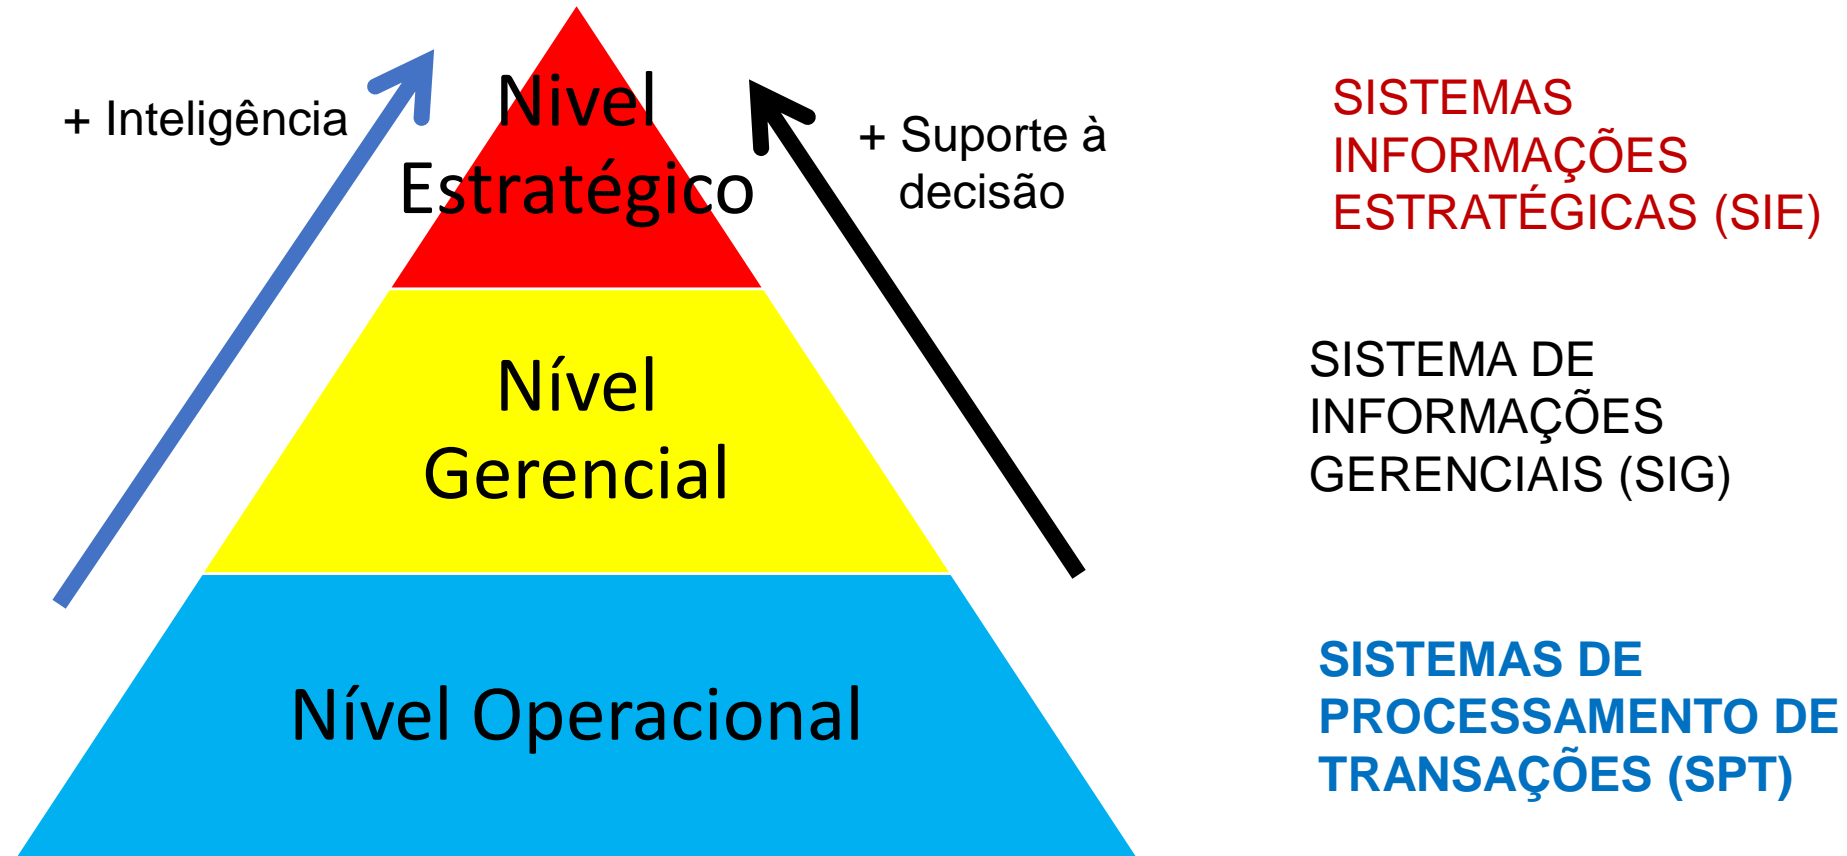 + Inteligência
Nivel
Estratégico
+ Suporte à
decisão
SISTEMAS
INFORMAÇÕES
ESTRATÉGICAS (SIE)
Nível
Gerencial
SISTEMA DE
INFORMAÇÕES
GERENCIAIS (SIG)
Nível Operacional
SISTEMAS DE
PROCESSAMENTO DE
TRANSAÇÕES (SPT)